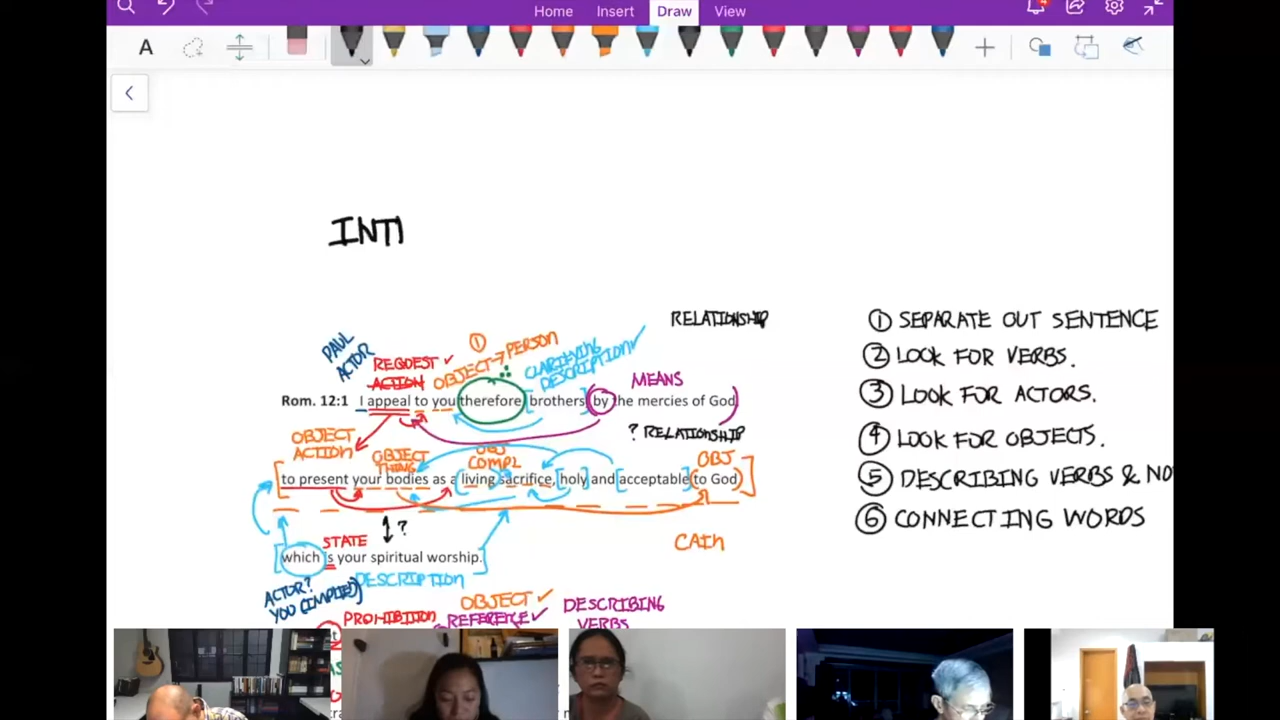 Home Insert Draw View
A
INT
RELATIONSHIP
① SEPARATE OUT SENTENCE
② LOOK FOR VERBS.
③ LOOK FOR ACTORS.
④ LOOK FOR OBJECTS.
⑤ DESCRIBING VERBS & NO
⑥ CONNECTING WORDS
PAUL ACTOR
REQUEST ✓
ACTION
①
OBJECT → PERSON
CLARIFYING
DESCRIPTION ✓
MEANS
Rom. 12:1 I appeal to you therefore brothers by the mercies of God
? RELATIONSHIP
OBJECT
ACTION
OBJECT
THING
OBJ
COMPL
OBJ
to present your bodies as a living sacrifice, holy and acceptable to God
?
STATE
CAIn
which is your spiritual worship.
DESCRIPTION
ACTOR?
YOU (IMPLIED)
PROHIBITION
OBJECT ✓
REFERENCE ✓
DESCRIBING
VERBS